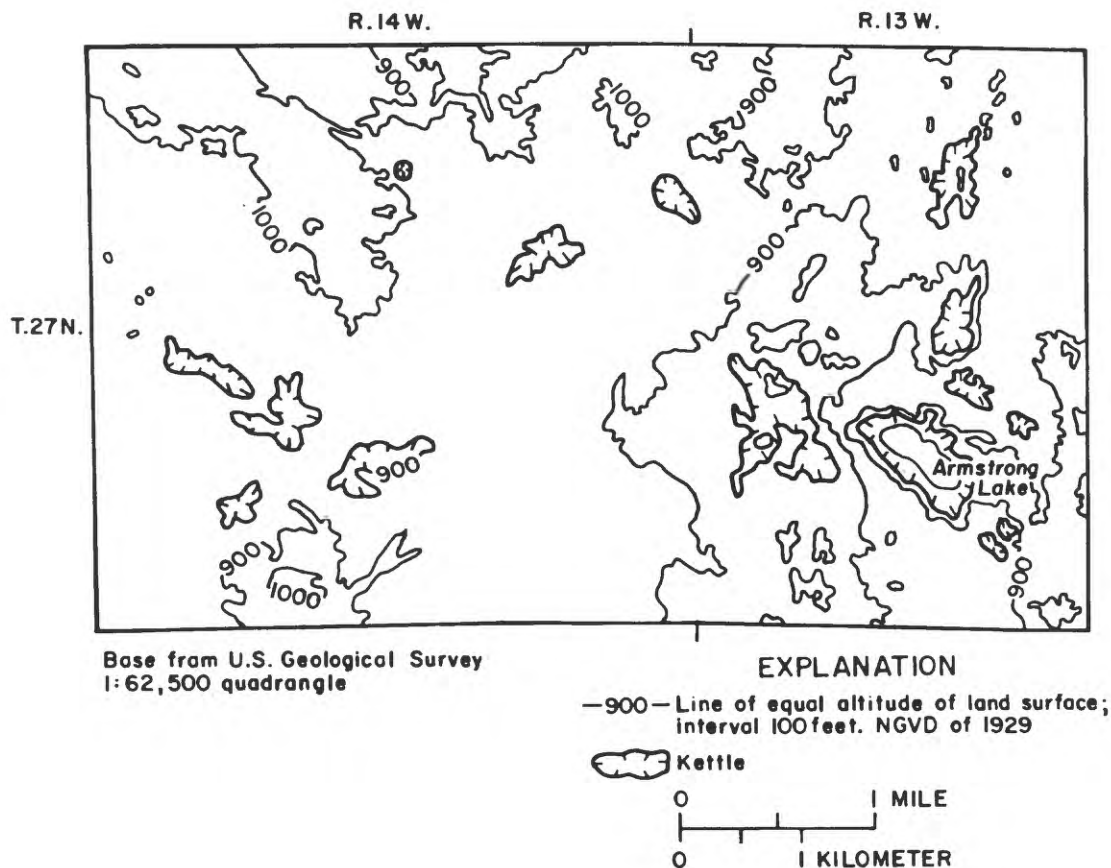 R.14 W. R.13 W.
900
1000
900
1000
900
T.27 N.
900
Armstrong
Lake
900
1000
900
Base from U.S. Geological Survey
1:62,500 quadrangle
EXPLANATION
—900— Line of equal altitude of land surface;
interval 100 feet. NGVD of 1929
Kettle
0 1 MILE
0 1 KILOMETER